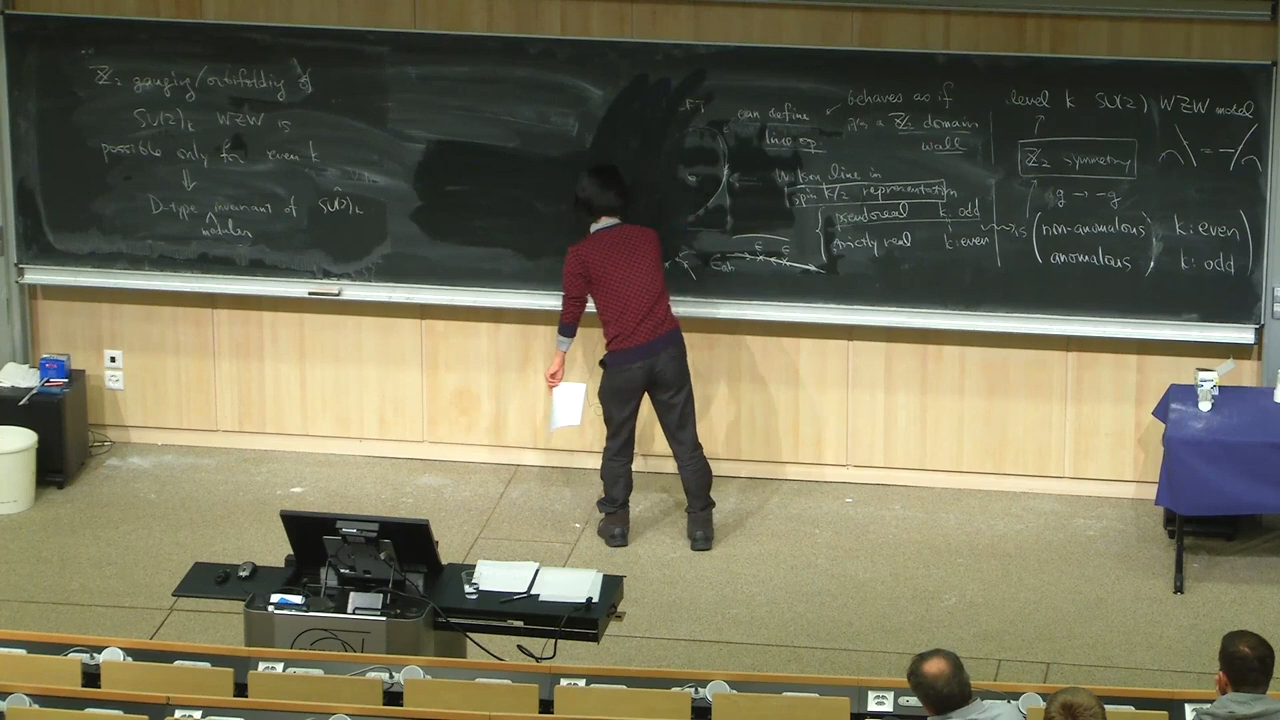 Z₂ gauging/orbifolding of
SU(2)ₖ WZW is
possible only for even k
⇓
D-type invariant of SU(2)ₖ
modular
can define
line op
behaves as if
a Z₂ domain
wall
Wilson line in
spin k/2 representation
pseudoreal k: odd
strictly real k: even
level k SU(2) WZW model
Z₂ symmetry
g → -g
is
non-anomalous k: even
anomalous k: odd